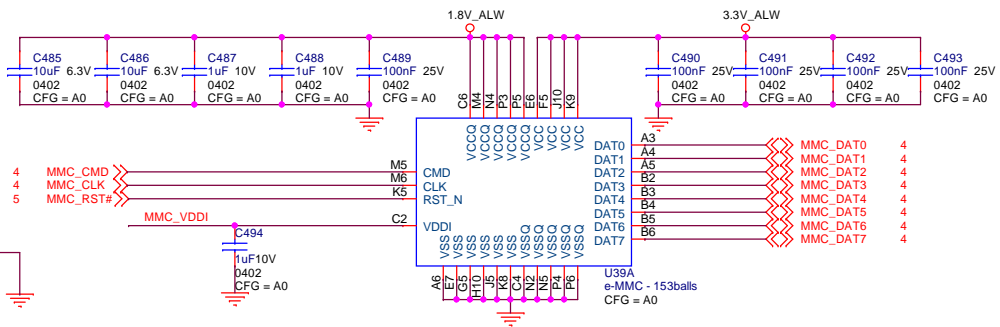 1.8V_ALW
3.3V_ALW
C485
10uF 6.3V
0402
CFG = A0
C486
10uF 6.3V
0402
CFG = A0
C487
1uF 10V
0402
CFG = A0
C488
1uF 10V
0402
CFG = A0
C489
100nF 25V
0402
CFG = A0
C490
100nF 25V
0402
CFG = A0
C491
100nF 25V
0402
CFG = A0
C492
100nF 25V
0402
CFG = A0
C493
100nF 25V
0402
CFG = A0
C6
M4
N4
P3
P5
E6
F5
J10
K9
VCCQ
VCCQ
VCCQ
VCCQ
VCCQ
VCC
VCC
VCC
VCC
4 MMC_CMD M5 CMD
4 MMC_CLK M6 CLK
5 MMC_RST# K5 RST_N
MMC_VDDI C2 VDDI
C494
1uF10V
0402
CFG = A0
DAT0 A3 MMC_DAT0 4
DAT1 A4 MMC_DAT1 4
DAT2 A5 MMC_DAT2 4
DAT3 B2 MMC_DAT3 4
DAT4 B3 MMC_DAT4 4
DAT5 B4 MMC_DAT5 4
DAT6 B5 MMC_DAT6 4
DAT7 B6 MMC_DAT7 4
VSS
VSS
VSS
VSS
VSS
VSS
VSSQ
VSSQ
VSSQ
VSSQ
VSSQ
A6
E7
G5
H10
J5
K8
C4
N2
N5
P4
P6
U39A
e-MMC - 153balls
CFG = A0